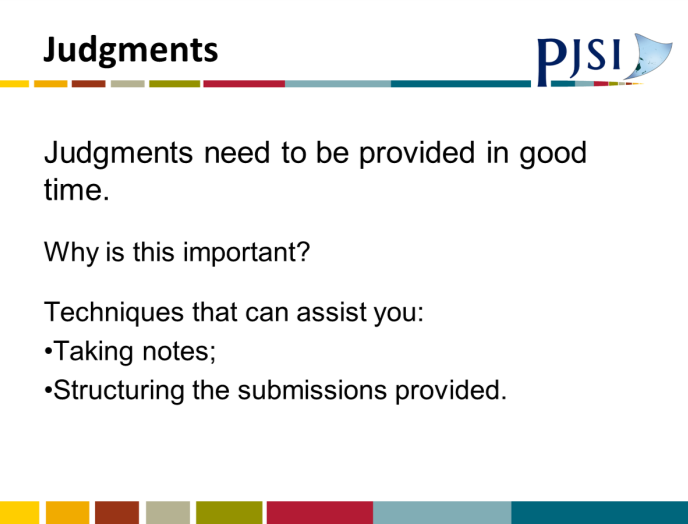 Judgments
PJSI
Judgments need to be provided in good
time.
Why is this important?
Techniques that can assist you:
•Taking notes;
•Structuring the submissions provided.